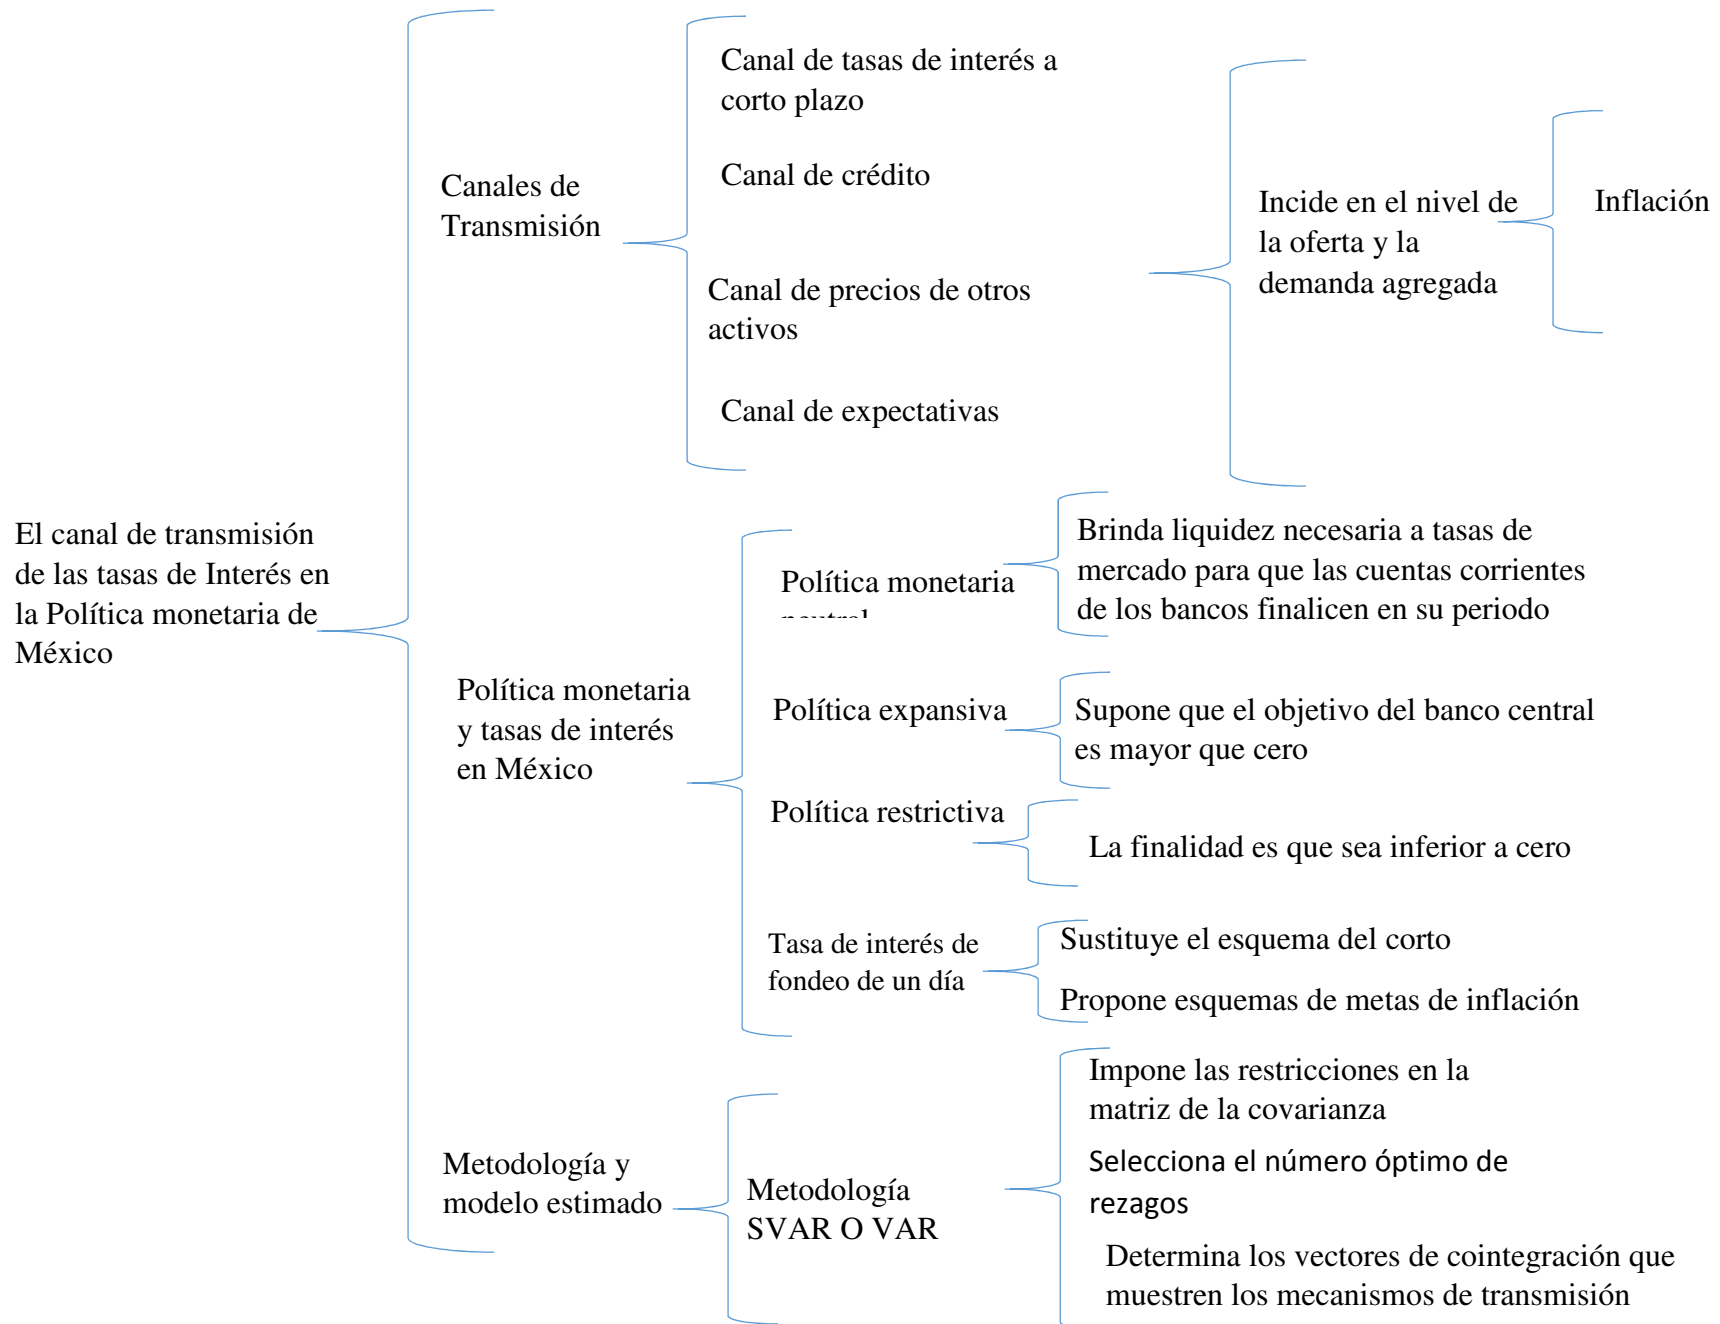 El canal de transmisión
de las tasas de Interés en
la Política monetaria de
México
Canales de
Transmisión
Canal de tasas de interés a
corto plazo
Canal de crédito
Canal de precios de otros
activos
Canal de expectativas
Incide en el nivel de
la oferta y la
demanda agregada
Inflación
Política monetaria
y tasas de interés
en México
Política monetaria
Brinda liquidez necesaria a tasas de
mercado para que las cuentas corrientes
de los bancos finalicen en su periodo
Política expansiva
Supone que el objetivo del banco central
es mayor que cero
Política restrictiva
La finalidad es que sea inferior a cero
Tasa de interés de
fondeo de un día
Sustituye el esquema del corto
Propone esquemas de metas de inflación
Metodología y
modelo estimado
Metodología
SVAR O VAR
Impone las restricciones en la
matriz de la covarianza
Selecciona el número óptimo de
rezagos
Determina los vectores de cointegración que
muestren los mecanismos de transmisión